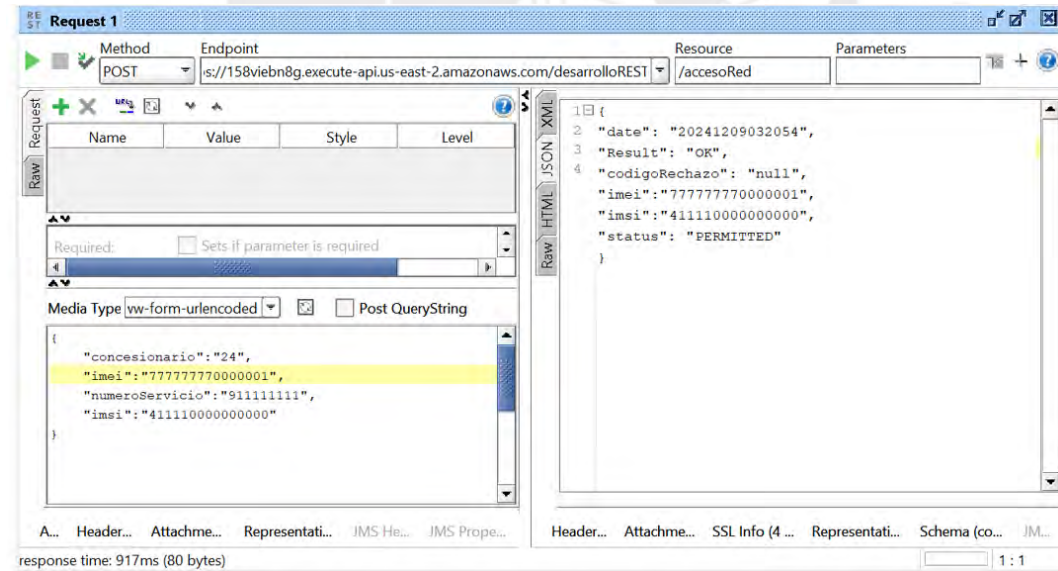 RE
ST
Request 1
Method
Endpoint
Resource
Parameters
POST
s://158viebn8g.execute-api.us-east-2.amazonaws.com/desarrolloREST
/accesoRed
Request
Raw
Name Value Style Level
Required: Sets if parameter is required
Media Type vw-form-urlencoded Post QueryString
{
"concesionario":"24",
"imei":"777777770000001",
"numeroServicio":"911111111",
"imsi":"411110000000000"
}
A... Header... Attachme... Representati... JMS He... JMS Prope...
XML
JSON
HTML
Raw
1 {
2 "date": "20241209032054",
3 "Result": "OK",
4 "codigoRechazo": "null",
"imei":"777777770000001",
"imsi":"411110000000000",
"status": "PERMITTED"
}
Header... Attachme... SSL Info (4 ... Representati... Schema (co... JM...
response time: 917ms (80 bytes)
1 : 1